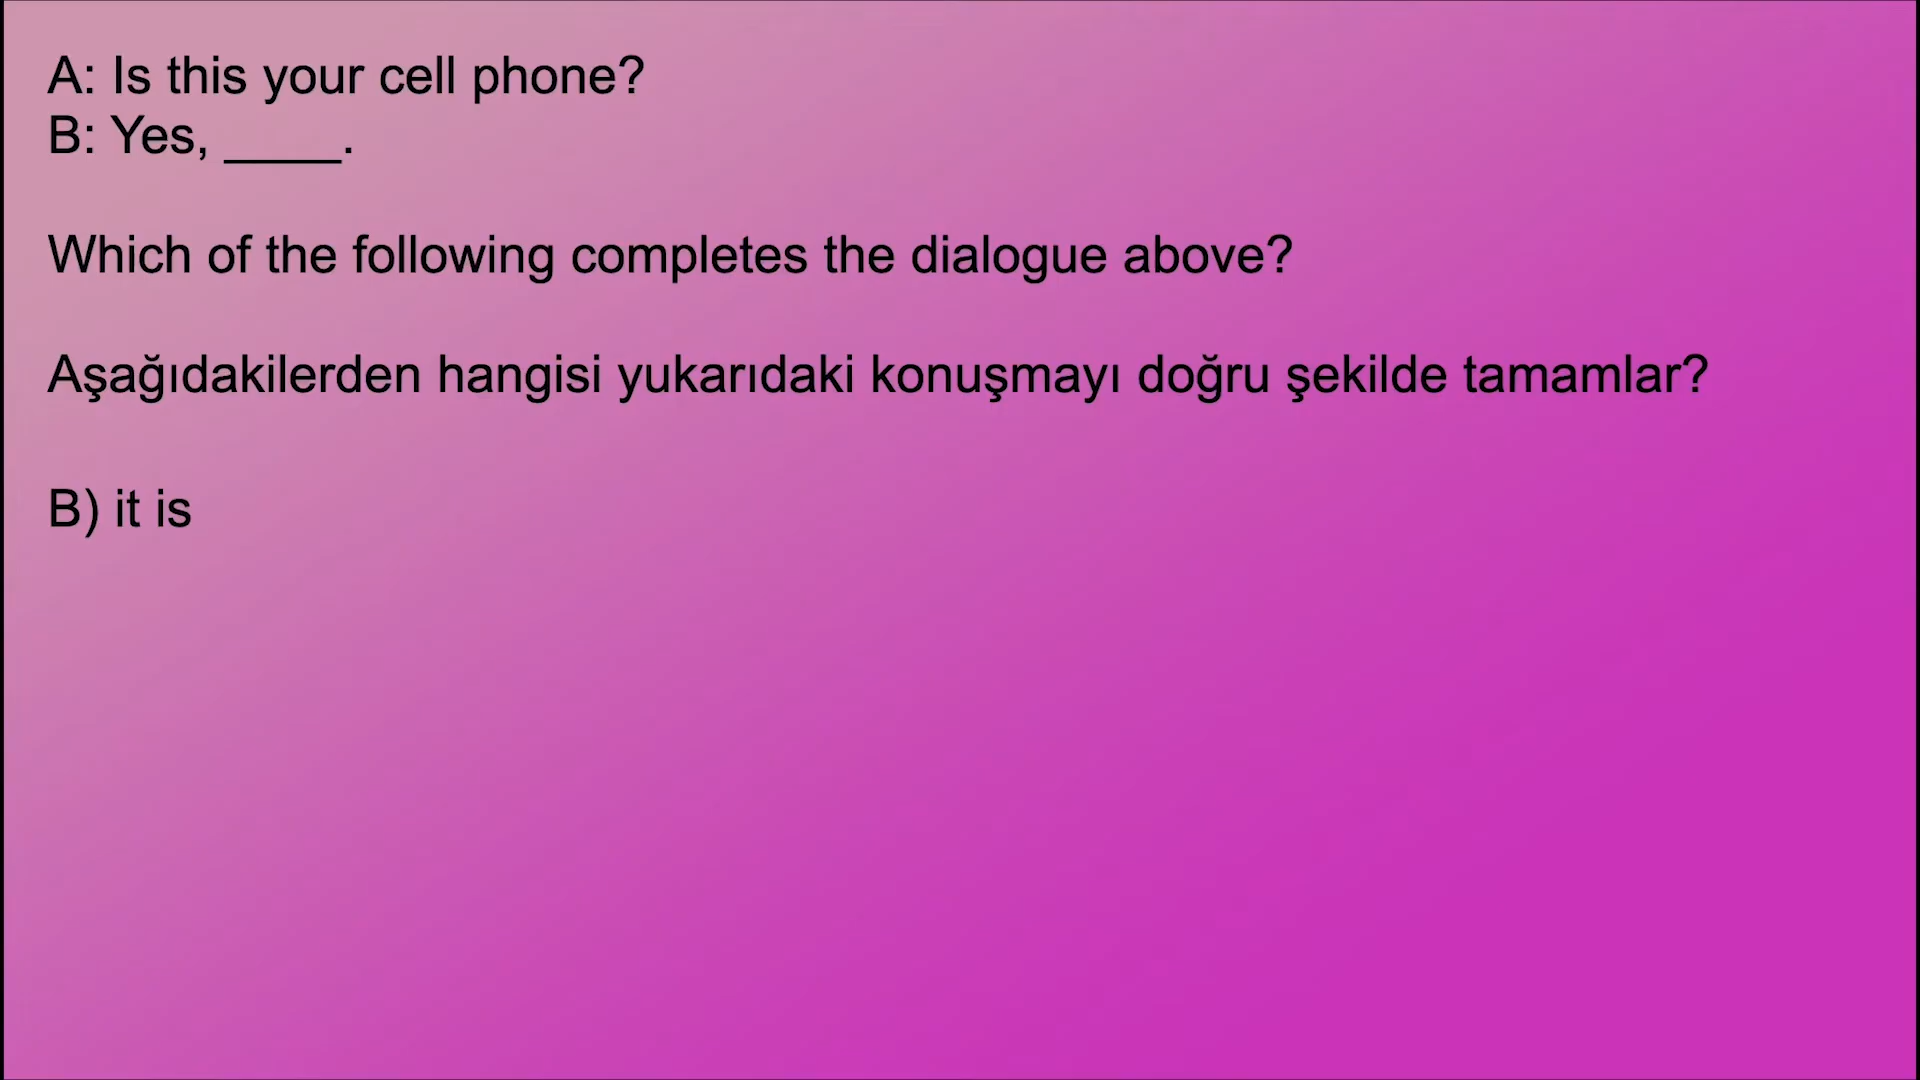 A: Is this your cell phone?
B: Yes, ____.
Which of the following completes the dialogue above?
Aşağıdakilerden hangisi yukarıdaki konuşmayı doğru şekilde tamamlar?
B) it is